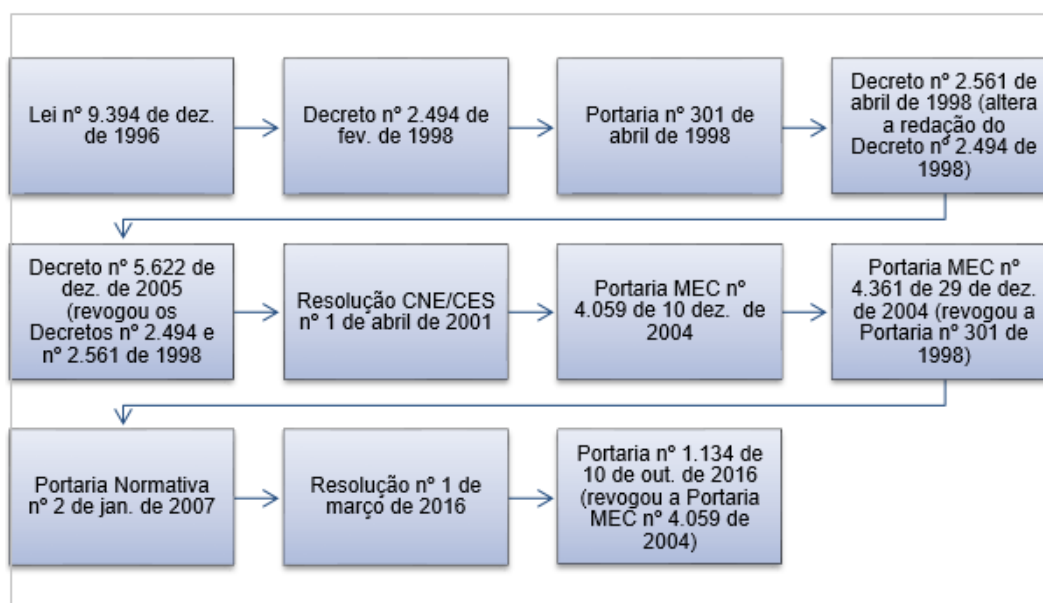 Lei nº 9.394 de dez.
de 1996
Decreto nº 2.494 de
fev. de 1998
Portaria nº 301 de
abril de 1998
Decreto nº 2.561 de
abril de 1998 (altera
a redação do
Decreto nº 2.494 de
1998)
Decreto nº 5.622 de
dez. de 2005
(revogou os
Decretos nº 2.494 e
nº 2.561 de 1998
Resolução CNE/CES
nº 1 de abril de 2001
Portaria MEC nº
4.059 de 10 dez. de
2004
Portaria MEC nº
4.361 de 29 de dez.
de 2004 (revogou a
Portaria nº 301 de
1998)
Portaria Normativa
nº 2 de jan. de 2007
Resolução nº 1 de
março de 2016
Portaria nº 1.134 de
10 de out. de 2016
(revogou a Portaria
MEC nº 4.059 de
2004)